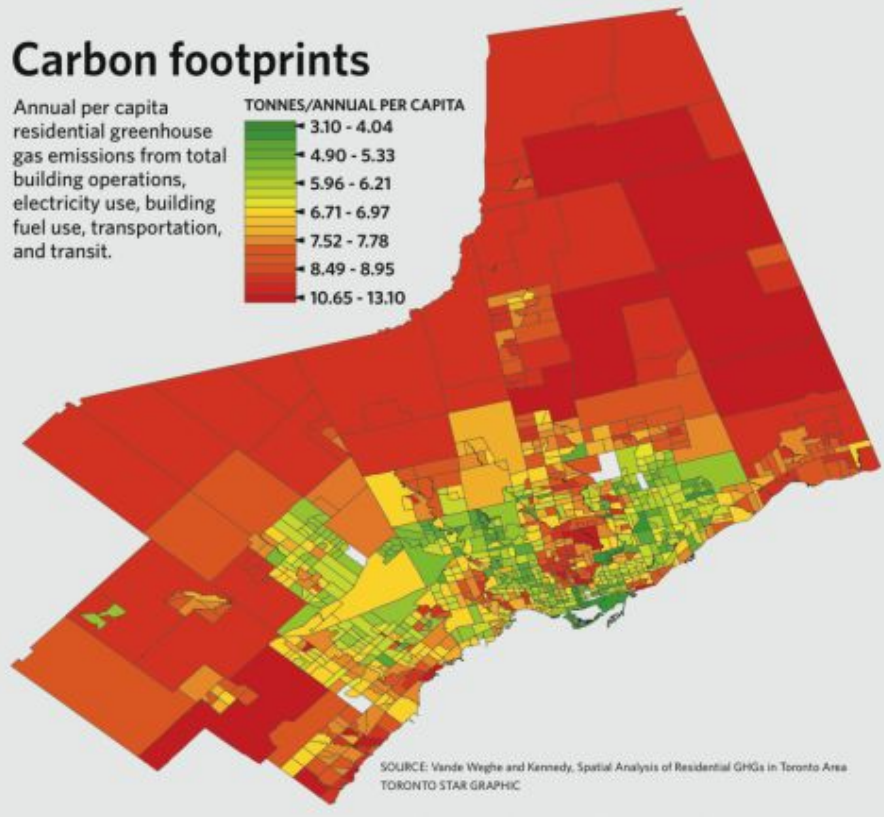 Carbon footprints
Annual per capita
residential greenhouse
gas emissions from total
building operations,
electricity use, building
fuel use, transportation,
and transit.
TONNES/ANNUAL PER CAPITA
3.10 - 4.04
4.90 - 5.33
5.96 - 6.21
6.71 - 6.97
7.52 - 7.78
8.49 - 8.95
10.65 - 13.10
SOURCE: Vande Weghe and Kennedy, Spatial Analysis of Residential GHGs in Toronto Area
TORONTO STAR GRAPHIC